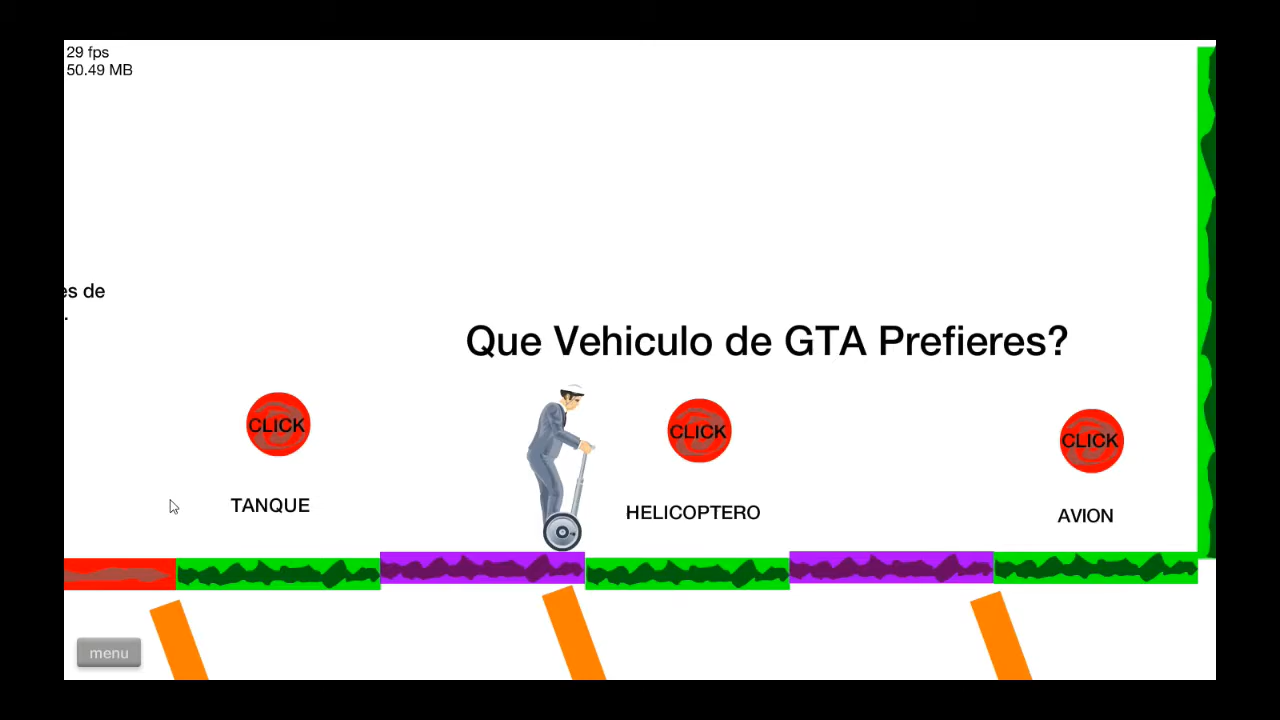 29 fps
50.49 MB
es de
.
Que Vehiculo de GTA Prefieres?
CLICK
CLICK
CLICK
TANQUE
HELICOPTERO
AVION
menu